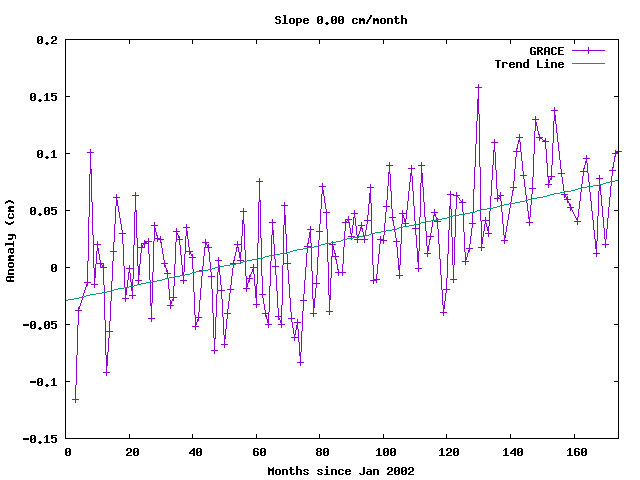 Slope 0.00 cm/month
GRACE
Trend Line
0.2
0.15
0.1
0.05
0
-0.05
-0.1
-0.15
Anomaly (cm)
0 20 40 60 80 100 120 140 160
Months since Jan 2002